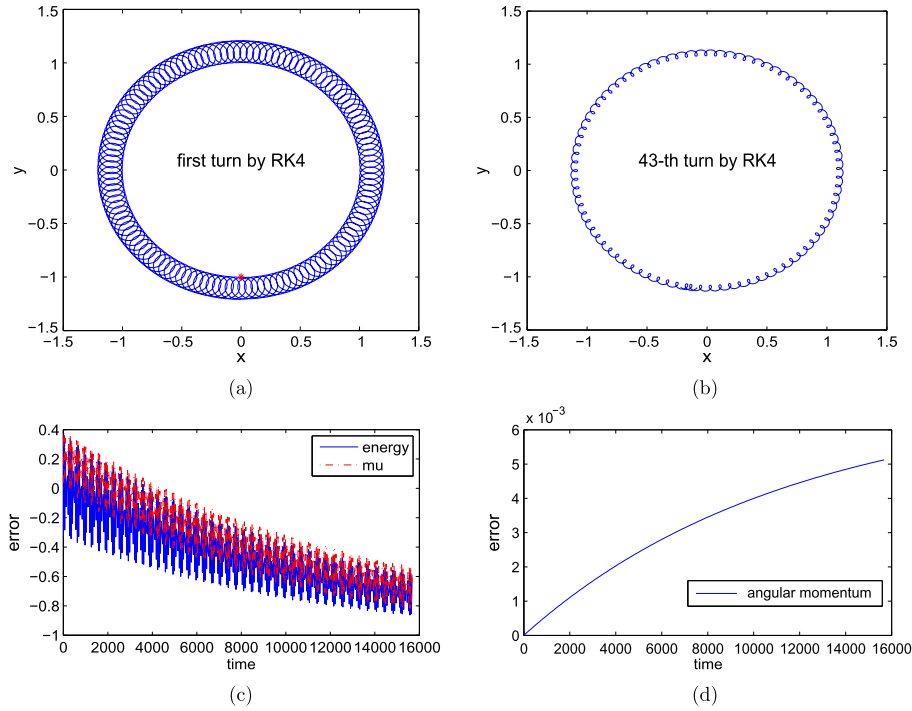 1.5
1
0.5
0
−0.5
−1
−1.5
y
first turn by RK4
−1.5 −1 −0.5 0 0.5 1 1.5
x
(a)
1.5
1
0.5
0
−0.5
−1
−1.5
y
43-th turn by RK4
−1.5 −1 −0.5 0 0.5 1 1.5
x
(b)
0.4
0.2
0
−0.2
−0.4
−0.6
−0.8
−1
error
energy
mu
0 2000 4000 6000 8000 10000 12000 14000 16000
time
(c)
x 10⁻³
6
5
4
3
2
1
0
error
angular momentum
0 2000 4000 6000 8000 10000 12000 14000 16000
time
(d)